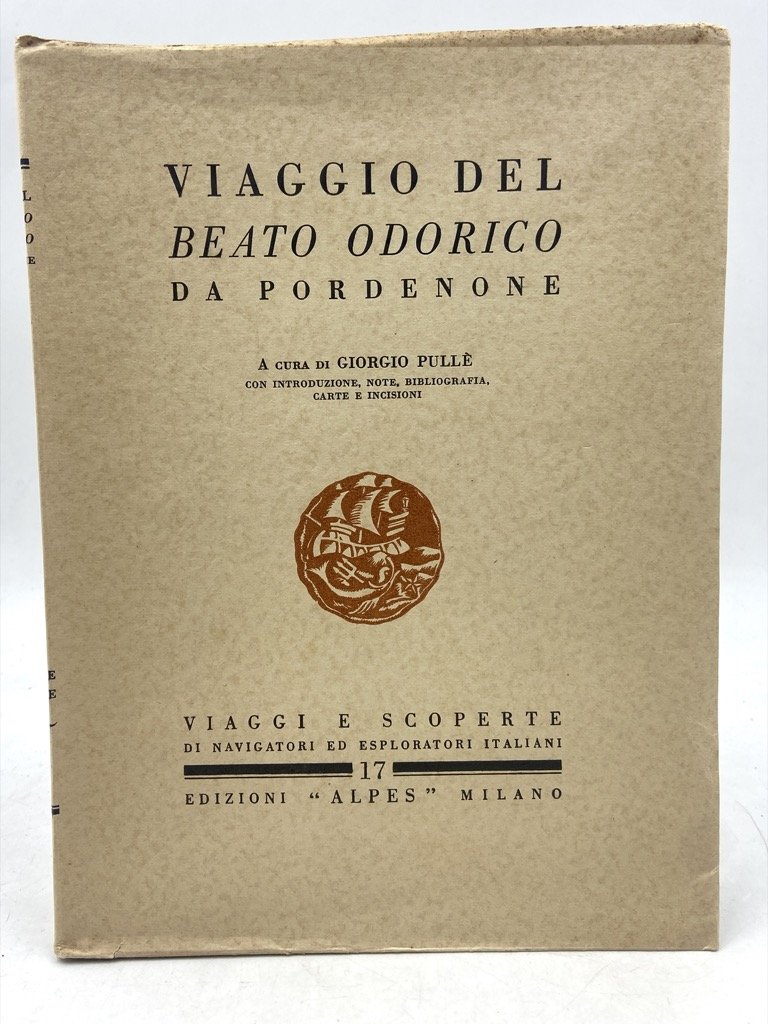 VIAGGIO DEL
BEATO ODORICO
DA PORDENONE
A CURA DI GIORGIO PULLÈ
CON INTRODUZIONE, NOTE, BIBLIOGRAFIA,
CARTE E INCISIONI
VIAGGI E SCOPERTE
DI NAVIGATORI ED ESPLORATORI ITALIANI
17
EDIZIONI “ALPES” MILANO